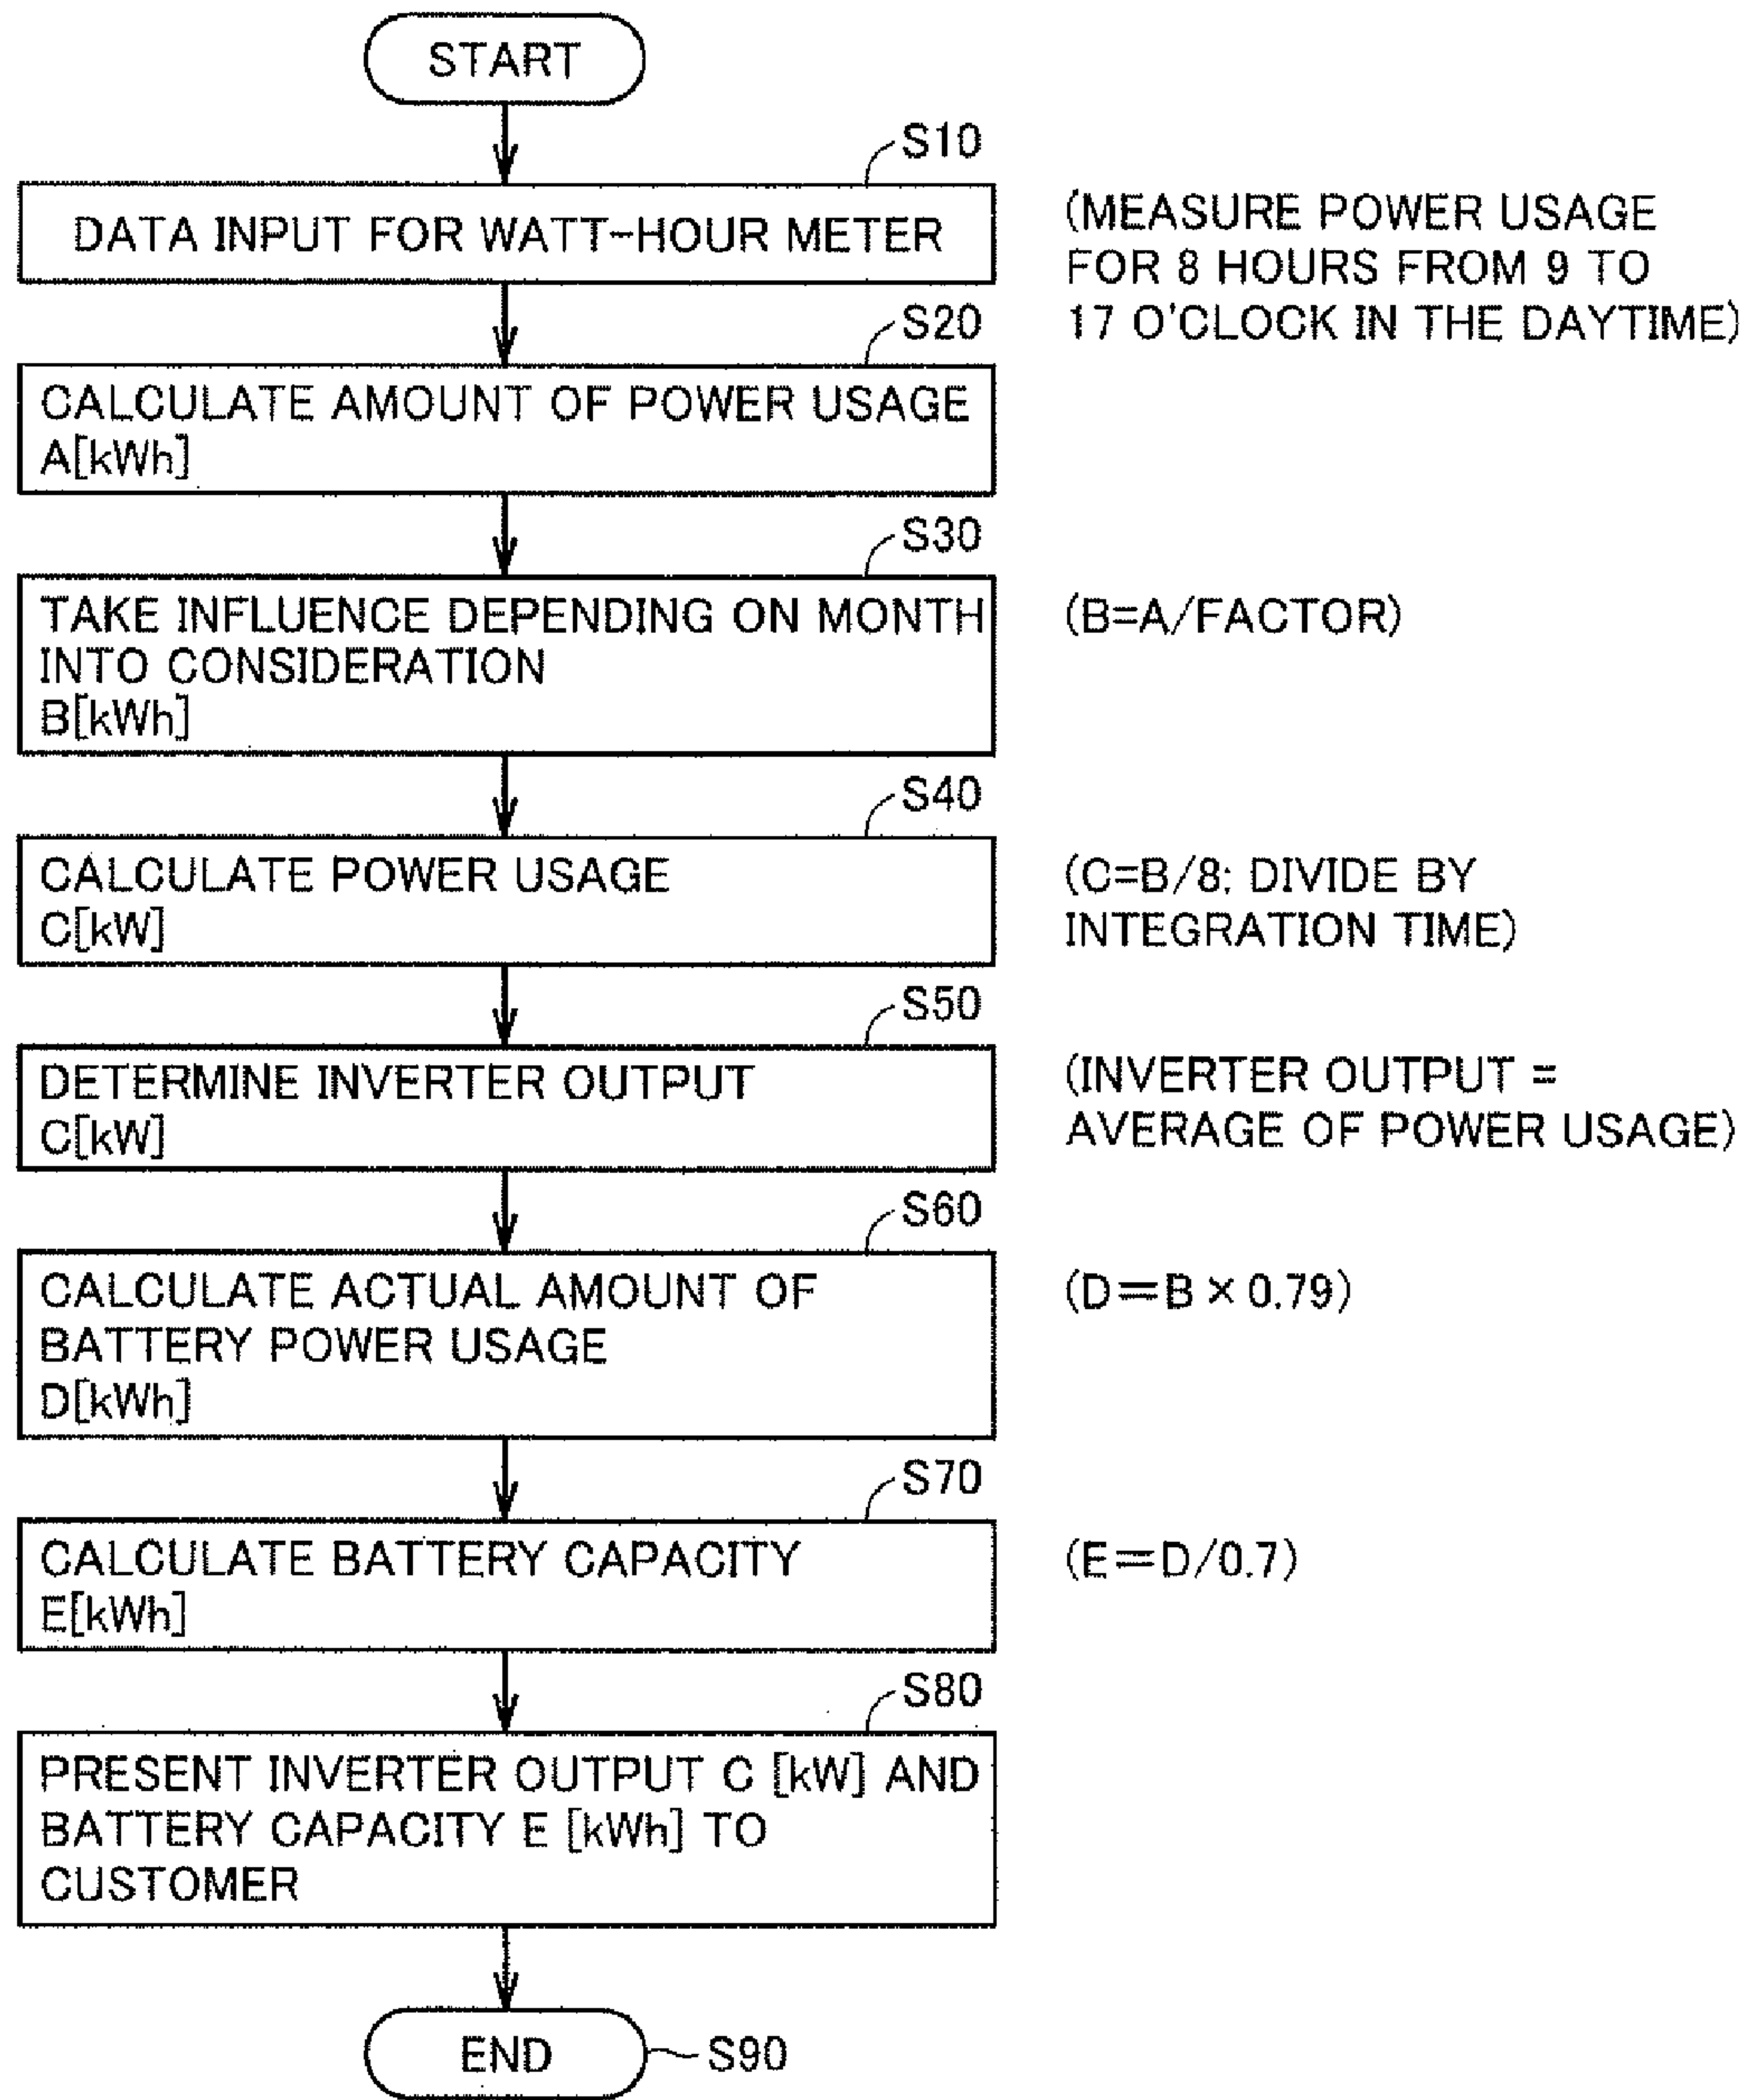 START
S10
DATA INPUT FOR WATT-HOUR METER
(MEASURE POWER USAGE
FOR 8 HOURS FROM 9 TO
17 O'CLOCK IN THE DAYTIME)
S20
CALCULATE AMOUNT OF POWER USAGE
A[kWh]
S30
TAKE INFLUENCE DEPENDING ON MONTH
INTO CONSIDERATION
B[kWh]
(B=A/FACTOR)
S40
CALCULATE POWER USAGE
C[kW]
(C=B/8: DIVIDE BY
INTEGRATION TIME)
S50
DETERMINE INVERTER OUTPUT
C[kW]
(INVERTER OUTPUT =
AVERAGE OF POWER USAGE)
S60
CALCULATE ACTUAL AMOUNT OF
BATTERY POWER USAGE
D[kWh]
(D=B×0.79)
S70
CALCULATE BATTERY CAPACITY
E[kWh]
(E=D/0.7)
S80
PRESENT INVERTER OUTPUT C [kW] AND
BATTERY CAPACITY E [kWh] TO
CUSTOMER
END
S90